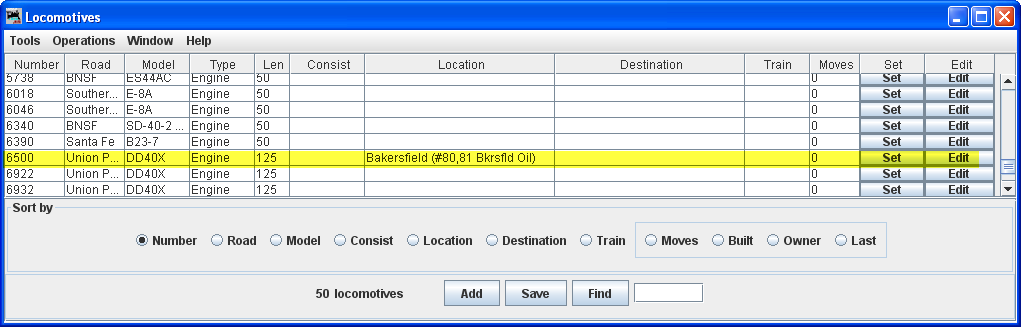 Locomotives
Tools Operations Window Help
Number Road Model Type Len Consist Location Destination Train Moves Set Edit
5738 BNSF ES44AC Engine 50 0 Set Edit
6018 Souther... E-8A Engine 50 0 Set Edit
6046 Souther... E-8A Engine 50 0 Set Edit
6340 BNSF SD-40-2 ... Engine 50 0 Set Edit
6390 Santa Fe B23-7 Engine 50 0 Set Edit
6500 Union P... DD40X Engine 125 Bakersfield (#80,81 Bkrsfld Oil) 0 Set Edit
6922 Union P... DD40X Engine 125 0 Set Edit
6932 Union P... DD40X Engine 125 0 Set Edit
Sort by
Number Road Model Consist Location Destination Train Moves Built Owner Last
50 locomotives Add Save Find